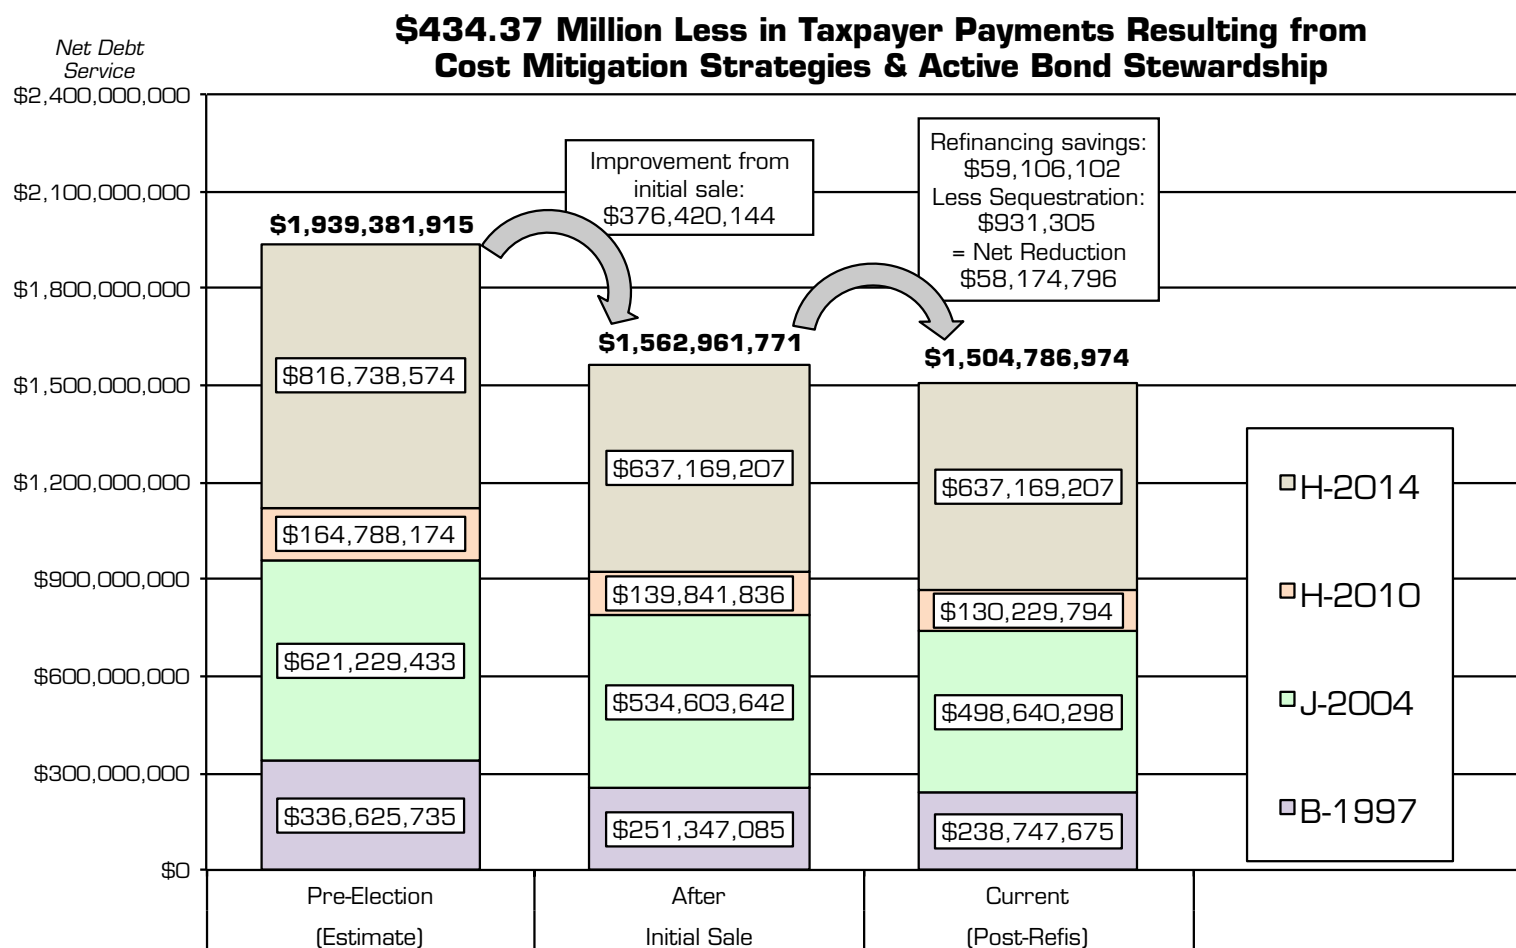 $434.37 Million Less in Taxpayer Payments Resulting from
Cost Mitigation Strategies & Active Bond Stewardship
Net Debt
Service
$2,400,000,000
$2,100,000,000
$1,800,000,000
$1,500,000,000
$1,200,000,000
$900,000,000
$600,000,000
$300,000,000
$0
Improvement from
initial sale:
$376,420,144
Refinancing savings:
$59,106,102
Less Sequestration:
$931,305
= Net Reduction
$58,174,796
$1,939,381,915
$816,738,574
$164,788,174
$621,229,433
$336,625,735
$1,562,961,771
$637,169,207
$139,841,836
$534,603,642
$251,347,085
$1,504,786,974
$637,169,207
$130,229,794
$498,640,298
$238,747,675
H-2014
H-2010
J-2004
B-1997
Pre-Election
(Estimate)
After
Initial Sale
Current
(Post-Refis)